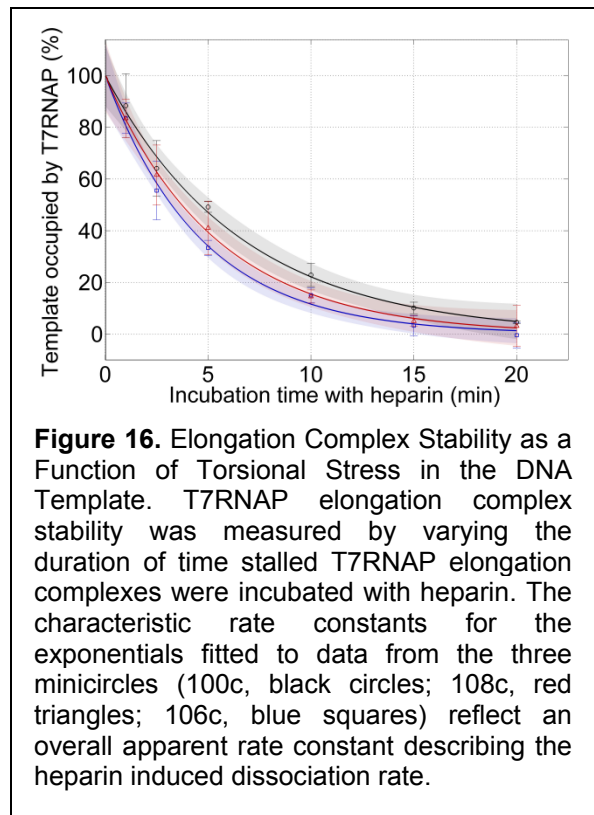 Template occupied by T7RNAP (%)
100
80
60
40
20
0
0 5 10 15 20
Incubation time with heparin (min)
Figure 16. Elongation Complex Stability as a
Function of Torsional Stress in the DNA
Template. T7RNAP elongation complex
stability was measured by varying the
duration of time stalled T7RNAP elongation
complexes were incubated with heparin. The
characteristic rate constants for the
exponentials fitted to data from the three
minicircles (100c, black circles; 108c, red
triangles; 106c, blue squares) reflect an
overall apparent rate constant describing the
heparin induced dissociation rate.